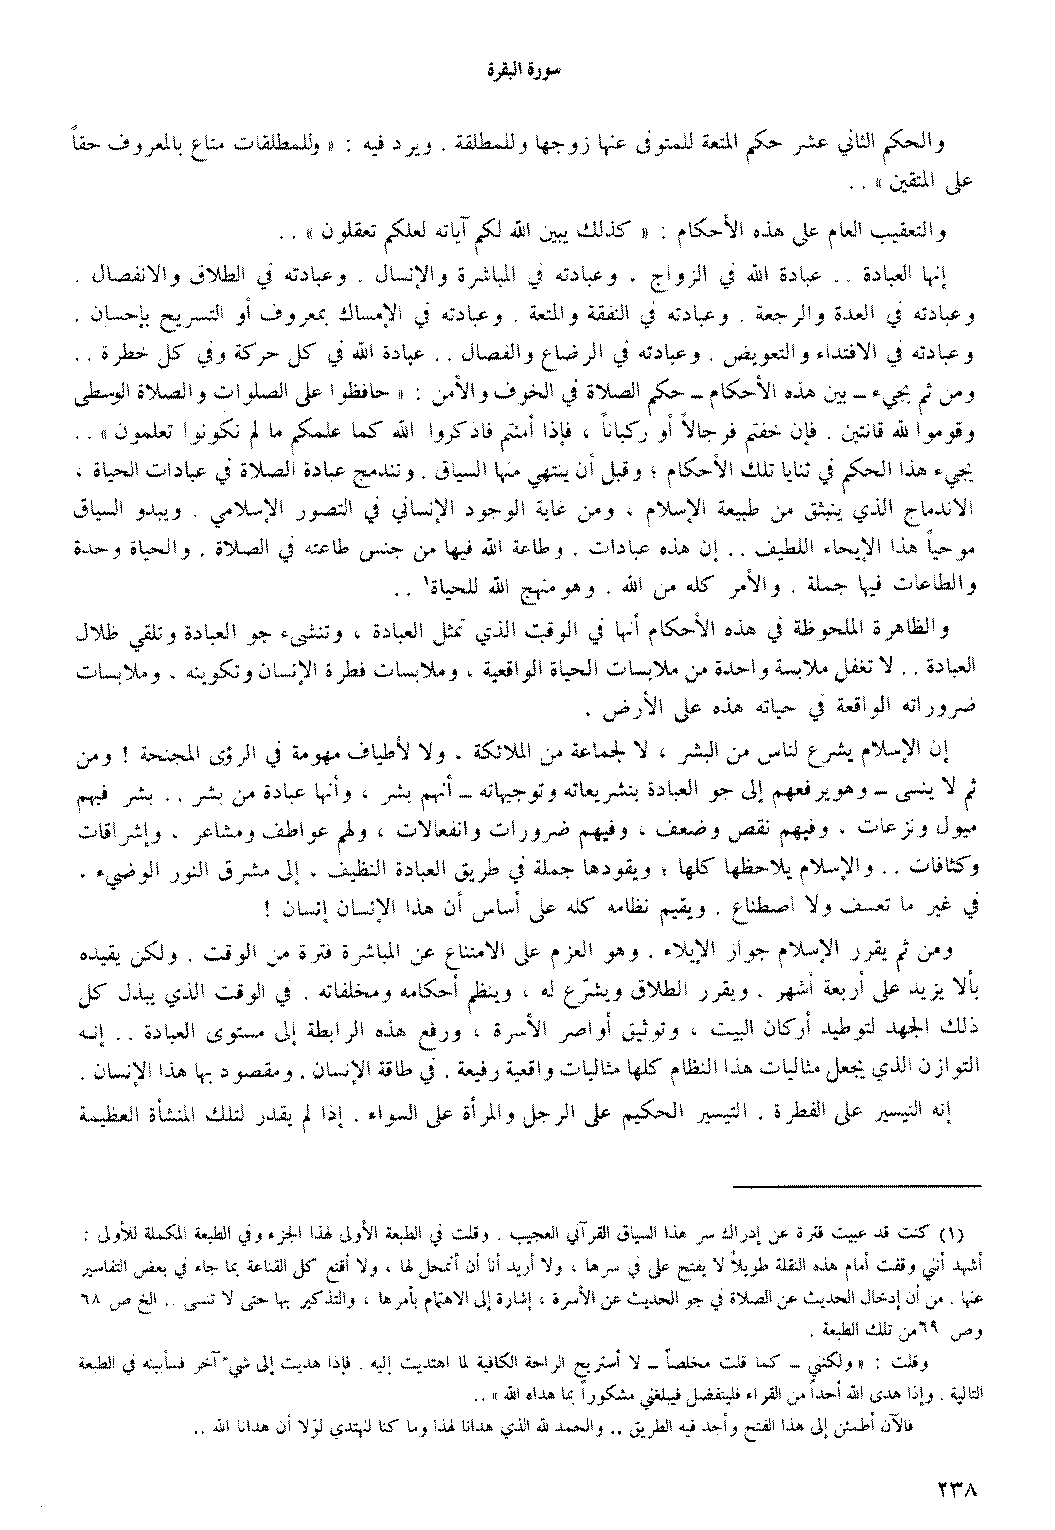 سورة البقرة
والحكم الثاني عشر حكم المتعة للمتوفى عنها زوجها وللمطلقة . ويرد فيه : « وللمطلقات متاع بالمعروف حقاً
على المتقين » . .
والتعقيب العام على هذه الأحكام : « كذلك يبين الله لكم آياته لعلكم تعقلون » . .
إنها العبادة . . عبادة الله في الزواج . وعبادته في المباشرة والإنسال . وعبادته في الطلاق والانفصال .
وعبادته في العدة والرجعة . وعبادته في النفقة والمتعة . وعبادته في الإمساك بمعروف أو التسريح بإحسان .
وعبادته في الافتداء والتعويض . وعبادته في الرضاع والفصال . . عبادة الله في كل حركة وفي كل خطرة . .
ومن ثم يجيء – بين هذه الأحكام – حكم الصلاة في الخوف والأمن : « حافظوا على الصلوات والصلاة الوسطى
وقوموا لله قانتين . فإن خفتم فرجالاً أو ركباناً ، فإذا أمنتم فاذكروا الله كما علمكم ما لم تكونوا تعلمون » . .
يجيء هذا الحكم في ثنايا تلك الأحكام ؛ وقبل أن ينتهي منها السياق . وتندمج عبادة الصلاة في عبادات الحياة ،
الاندماج الذي ينبثق من طبيعة الإسلام ، ومن غاية الوجود الإنساني في التصور الإسلامي . ويبدو السياق
موحياً هذا الإيحاء اللطيف . . إن هذه عبادات . وطاعة الله فيها من جنس طاعته في الصلاة . والحياة وحدة
والطاعات فيها جملة . والأمر كله من الله . وهو منهج الله للحياة١ . .
والظاهرة الملحوظة في هذه الأحكام أنها في الوقت الذي تمثل العبادة ، وتنشىء جو العبادة وتلقي ظلال
العبادة . . لا تغفل ملابسة واحدة من ملابسات الحياة الواقعية ، وملابسات فطرة الإنسان وتكوينه ، وملابسات
ضروراته الواقعة في حياته هذه على الأرض .
إن الإسلام يشرع لناس من البشر ، لا لجماعة من الملائكة . ولا لأطياف مهومة في الرؤى المجنحة ! ومن
ثم لا ينسى – وهو يرفعهم إلى جو العبادة بتشريعاته وتوجيهاته – أنهم بشر ، وأنها عبادة من بشر . . بشر فيهم
ميول ونزعات ، وفيهم نقص وضعف ، وفيهم ضرورات وانفعالات ، ولهم عواطف ومشاعر ، وإشراقات
وكثافات . . والإسلام يلاحظها كلها ؛ ويقودها جملة في طريق العبادة النظيف ، إلى مشرق النور الوضيء .
في غير ما تعسف ولا اصطناع . ويقيم نظامه كله على أساس أن هذا الإنسان إنسان !
ومن ثم يقرر الإسلام جواز الإيلاء . وهو العزم على الامتناع عن المباشرة فترة من الوقت . ولكن يقيده
بألا يزيد على أربعة أشهر . ويقرر الطلاق ويشرّع له ، وينظم أحكامه ومخلفاته . في الوقت الذي يبذل كل
ذلك الجهد لتوطيد أركان البيت ، وتوثيق أواصر الأسرة ، ورفع هذه الرابطة إلى مستوى العبادة . . إنه
التوازن الذي يجعل مثاليات هذا النظام كلها مثاليات واقعية رفيعة . في طاقة الإنسان . ومقصود بها هذا الإنسان .
إنه التيسير على الفطرة . التيسير الحكيم على الرجل والمرأة على السواء . إذا لم يقدر لتلك المنشأة العظيمة
(١) كنت قد عييت فترة عن إدراك سر هذا السياق القرآني العجيب . وقلت في الطبعة الأولى لهذا الجزء وفي الطبعة المكملة للأولى :
أشهد أنني وقفت أمام هذه النقلة طويلاً لا يفتح علي في سرها ، ولا أريد أنا أن أتمحل لها ، ولا أقنع كل القناعة بما جاء في بعض التفاسير
عنها . من أن إدخال الحديث عن الصلاة في جو الحديث عن الأسرة ، إشارة إلى الاهتمام بأمرها ، والتذكير بها حتى لا تنسى . . الخ ص ٦٨
وص ٦٩من تلك الطبعة .
وقلت : « ولكنني – كما قلت مخلصاً – لا أستريح الراحة الكافية لما اهتديت إليه . فإذا هديت إلى شيء آخر فسأبينه في الطبعة
التالية . وإذا هدى الله أحداً من القراء فليتفضل فيبلغني مشكوراً بما هداه الله » . .
فالآن أطمئن إلى هذا الفتح وأجد فيه الطريق . . والحمد لله الذي هدانا لهذا وما كنا لنهتدي لولا أن هدانا الله . .
٢٣٨